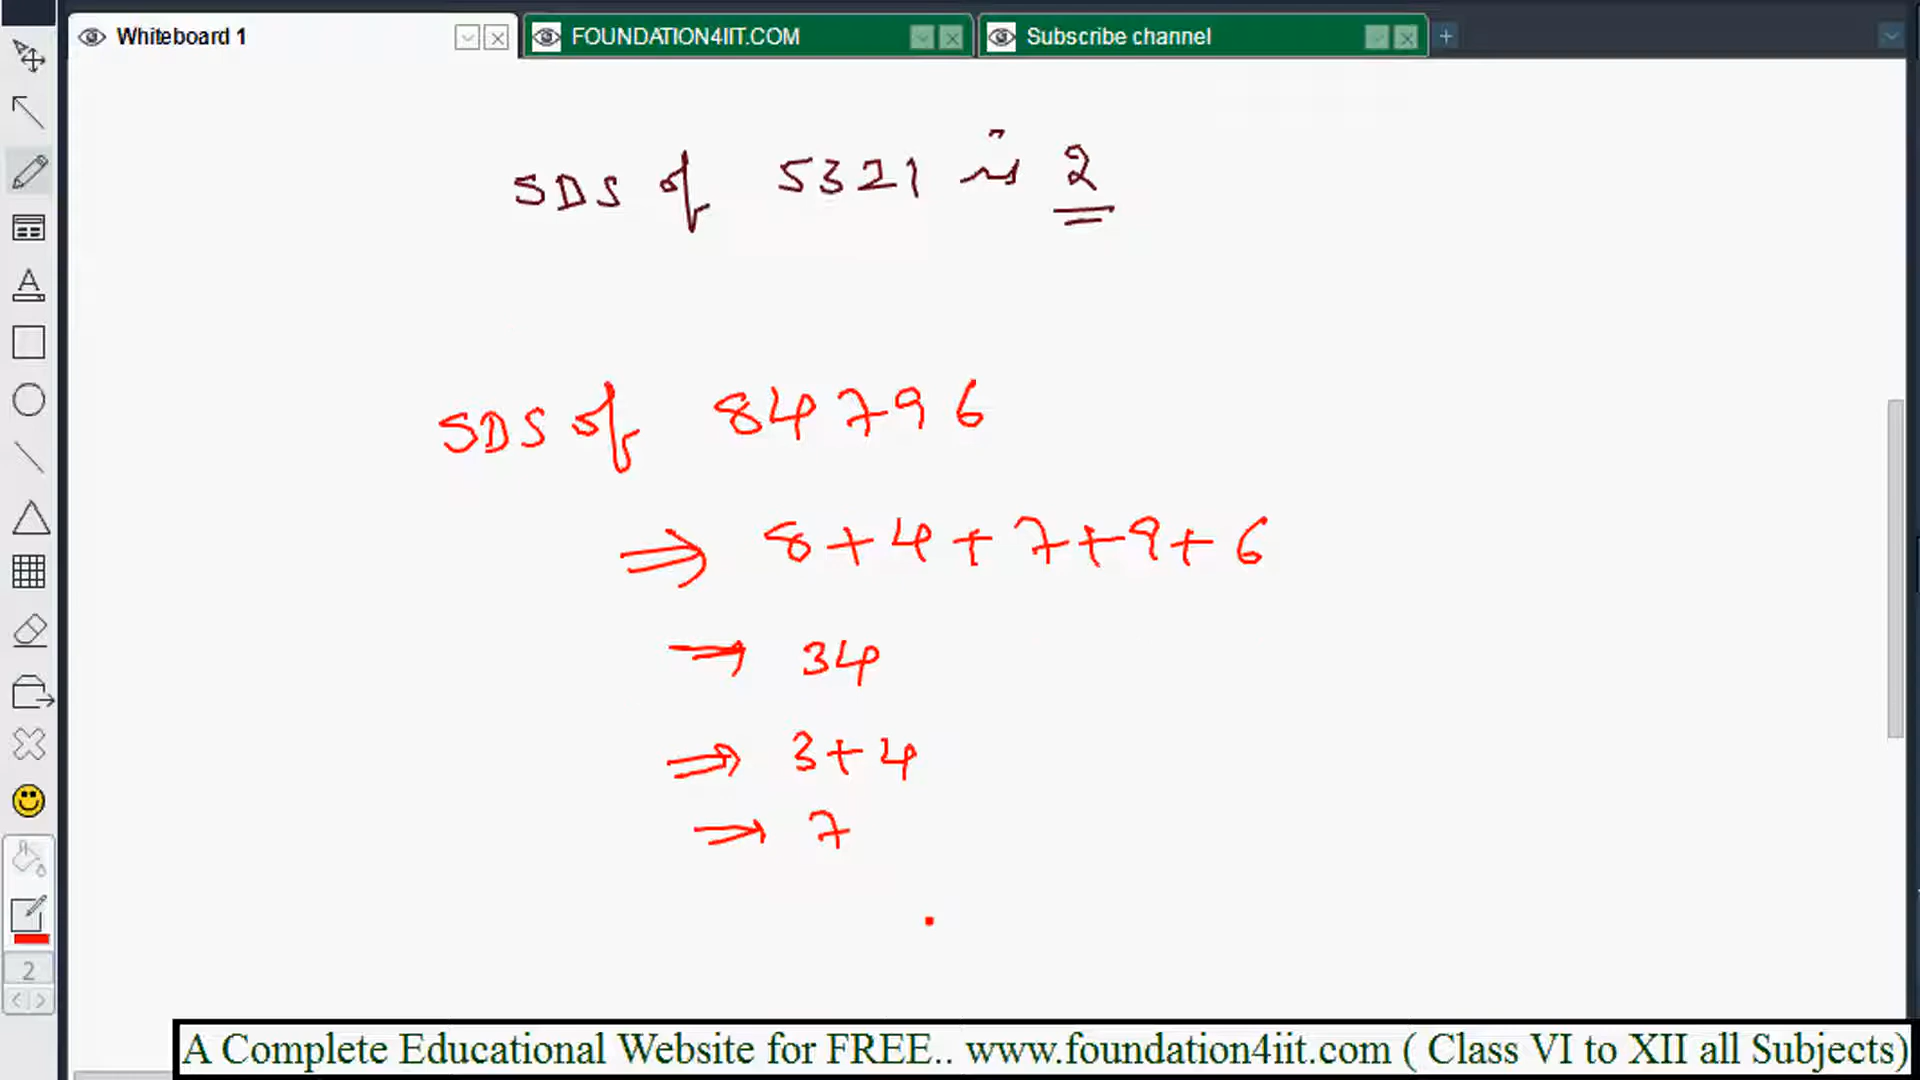 Whiteboard 1
FOUNDATION4IIT.COM
Subscribe channel
SDS of 5321 is 2
SDS of 84796
⇒ 8+4+7+9+6
→ 34
⇒ 3+4
→ 7
2
A Complete Educational Website for FREE.. www.foundation4iit.com ( Class VI to XII all Subjects)